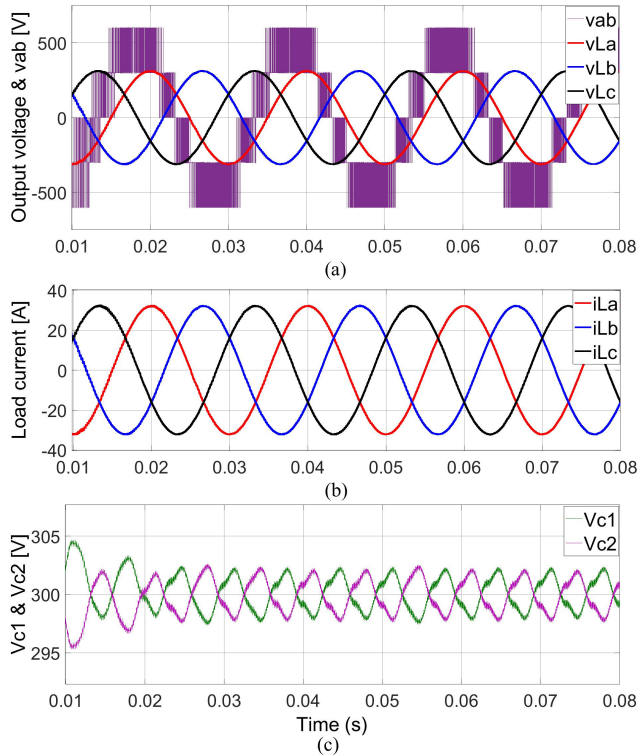 Output voltage & vab [V]
500
0
-500
vab
vLa
vLb
vLc
0.01 0.02 0.03 0.04 0.05 0.06 0.07 0.08
(a)
Load current [A]
40
20
0
-20
-40
iLa
iLb
iLc
0.01 0.02 0.03 0.04 0.05 0.06 0.07 0.08
(b)
Vc1 & Vc2 [V]
305
300
295
Vc1
Vc2
0.01 0.02 0.03 0.04 0.05 0.06 0.07 0.08
Time (s)
(c)